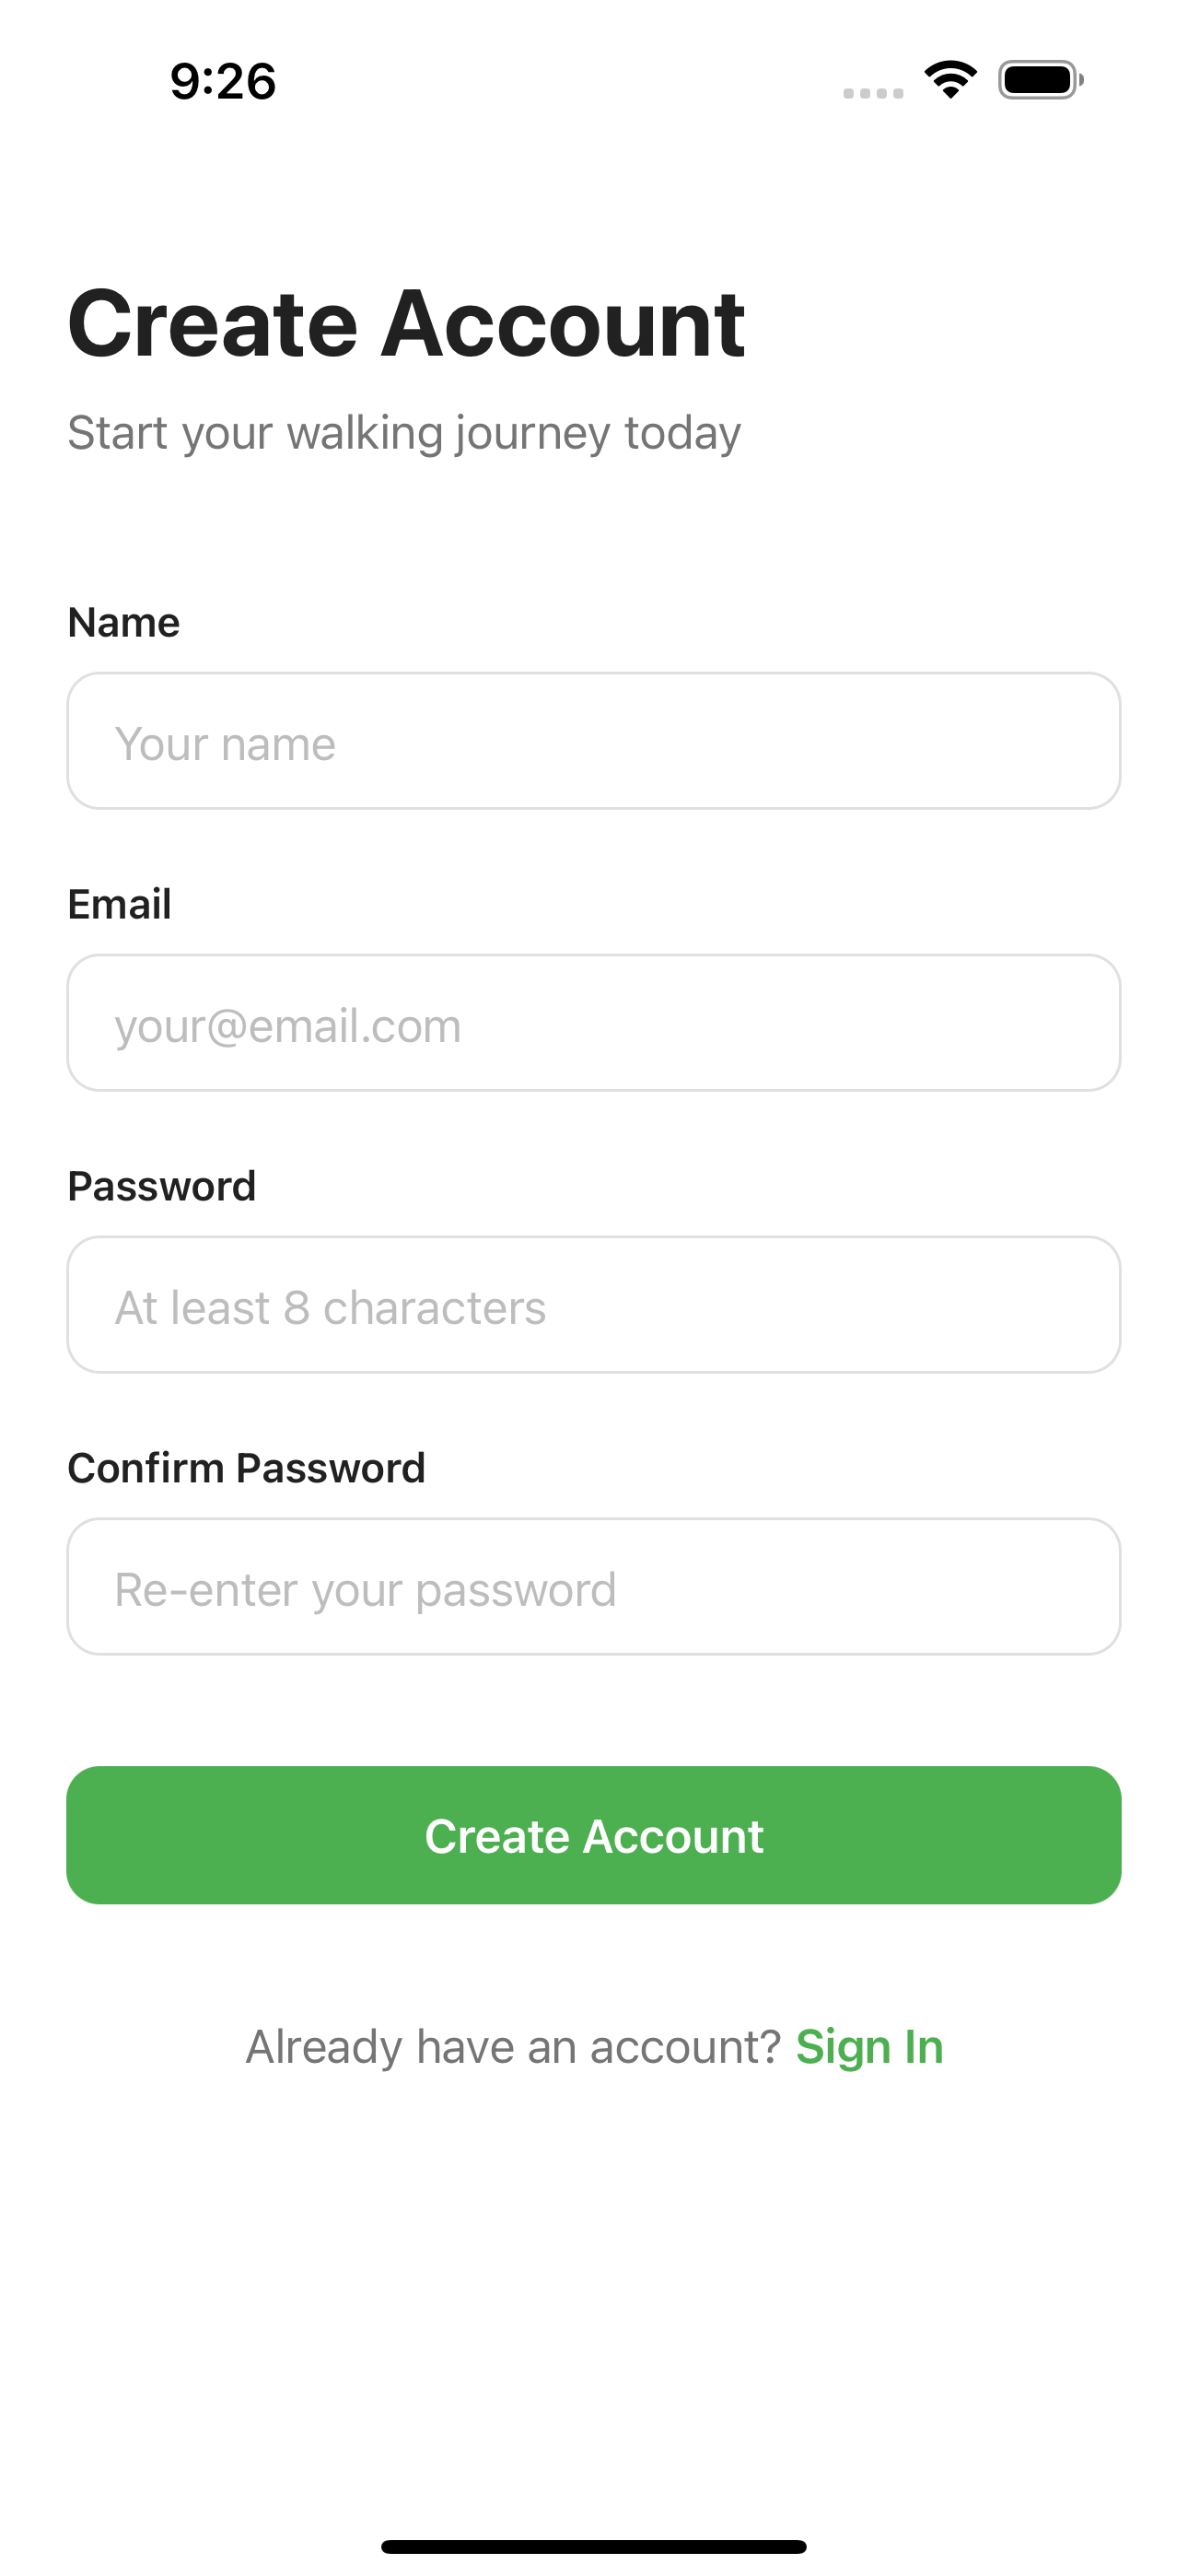 9:26
Create Account
Start your walking journey today
Name
Your name
Email
your@email.com
Password
At least 8 characters
Confirm Password
Re-enter your password
Create Account
Already have an account? Sign In